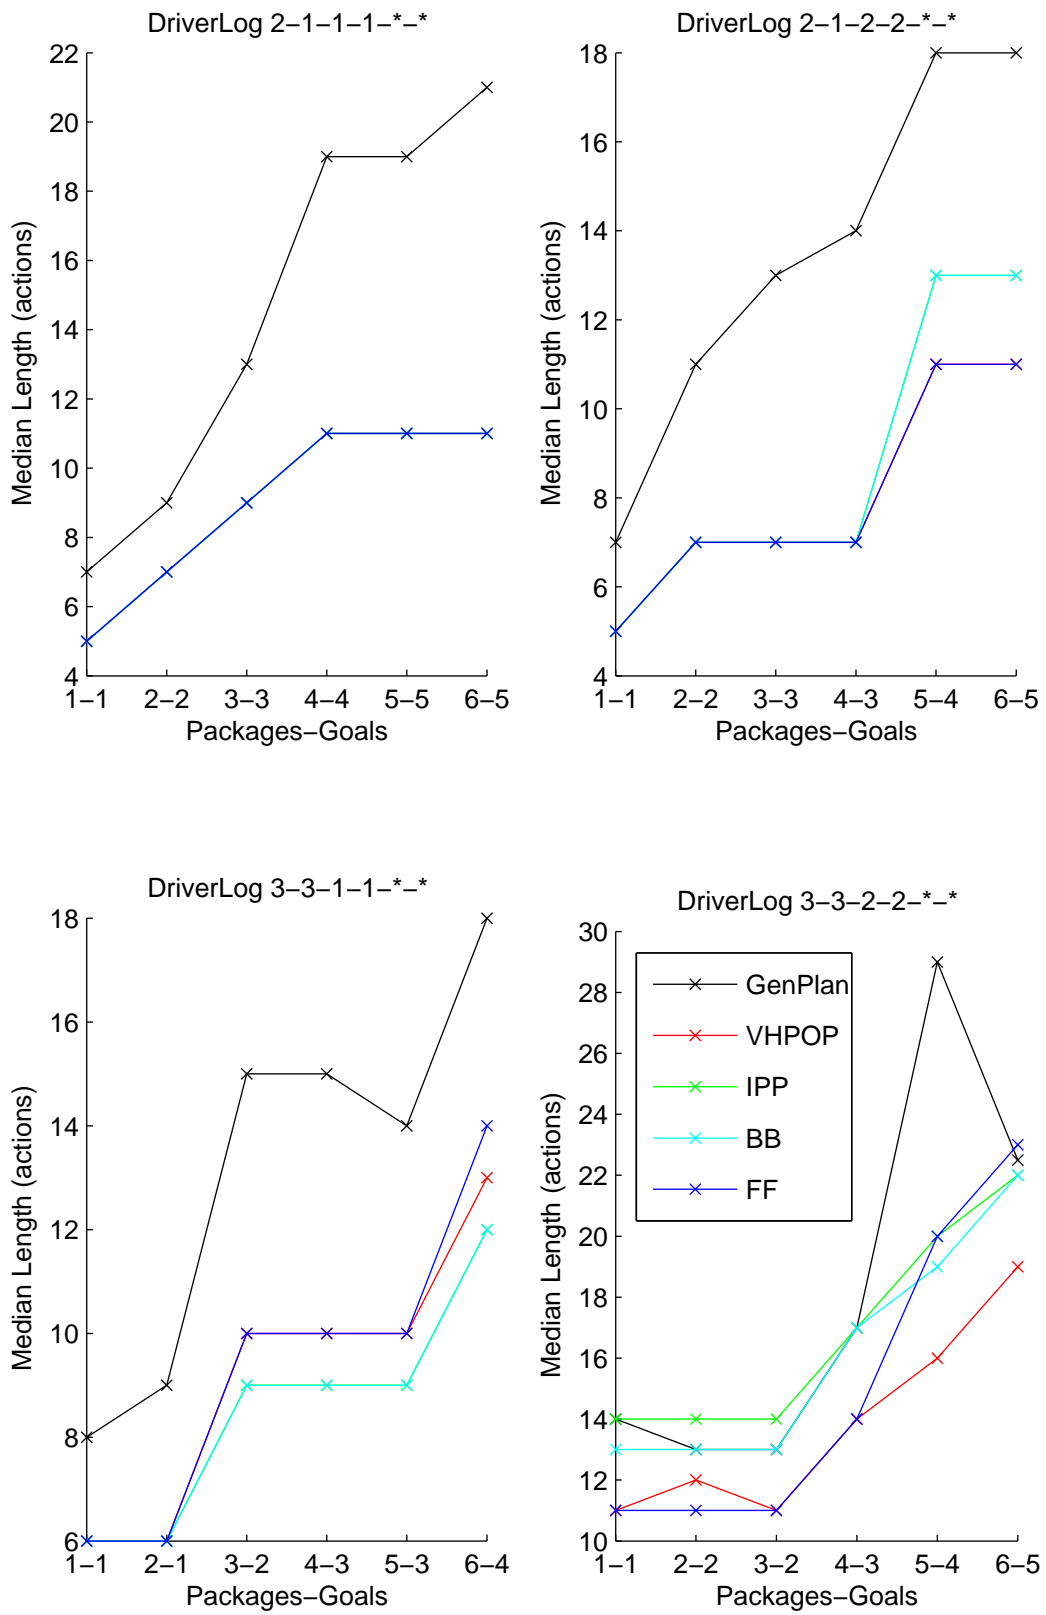 DriverLog 2–1–1–1–*–*
22
20
18
16
14
12
10
8
6
4
Median Length (actions)
1–1 2–2 3–3 4–4 5–5 6–5
Packages–Goals
DriverLog 2–1–2–2–*–*
18
16
14
12
10
8
6
4
Median Length (actions)
1–1 2–2 3–2 4–3 5–4 6–5
Packages–Goals
DriverLog 3–3–1–1–*–*
18
16
14
12
10
8
6
Median Length (actions)
1–1 2–1 3–2 4–3 5–3 6–4
Packages–Goals
DriverLog 3–3–2–2–*–*
30
28
26
24
22
20
18
16
14
12
10
Median Length (actions)
GenPlan
VHPOP
IPP
BB
FF
1–1 2–2 3–2 4–3 5–4 6–5
Packages–Goals